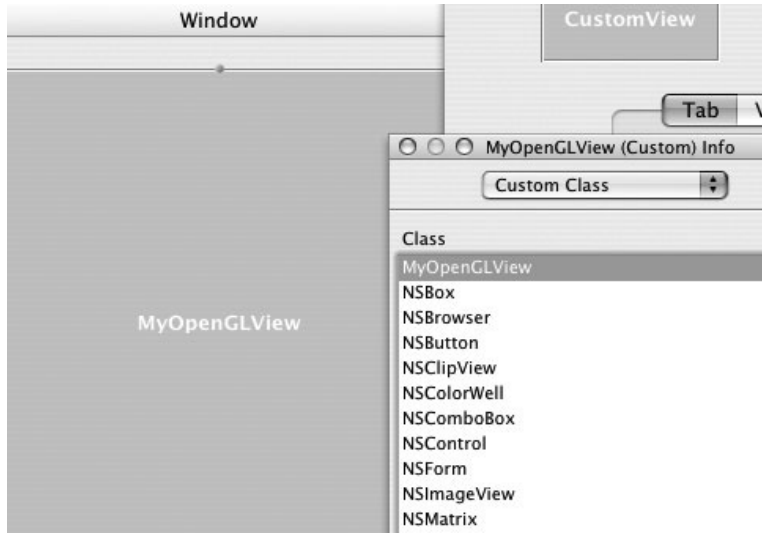 Window
CustomView
Tab
MyOpenGLView (Custom) Info
Custom Class
Class
MyOpenGLView
NSBox
NSBrowser
NSButton
NSClipView
NSColorWell
NSComboBox
NSControl
NSForm
NSImageView
NSMatrix
MyOpenGLView